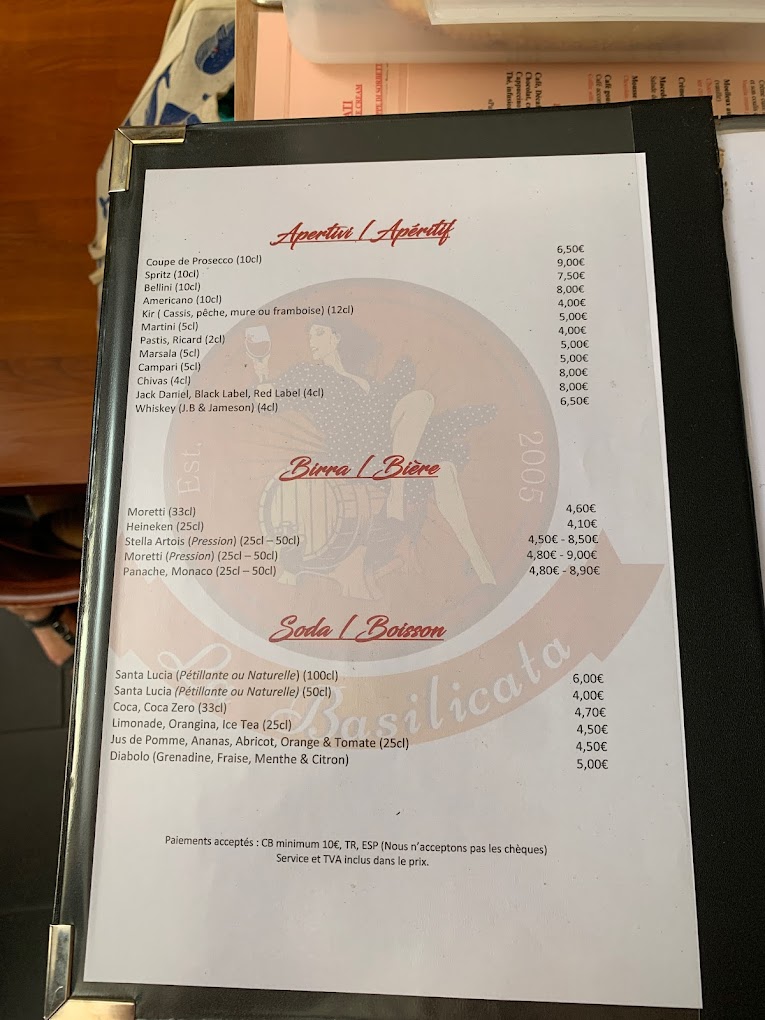 Apertivi / Apéritif
Coupe de Prosecco (10cl) 6,50€
Spritz (10cl) 9,00€
Bellini (10cl) 7,50€
Americano (10cl) 8,00€
Kir ( Cassis, pêche, mure ou framboise) (12cl) 4,00€
Martini (5cl) 5,00€
Pastis, Ricard (2cl) 4,00€
Marsala (5cl) 5,00€
Campari (5cl) 5,00€
Chivas (4cl) 8,00€
Jack Daniel, Black Label, Red Label (4cl) 8,00€
Whiskey (J.B & Jameson) (4cl) 6,50€
Est. 2005
Birra / Bière
Moretti (33cl) 4,60€
Heineken (25cl) 4,10€
Stella Artois (Pression) (25cl – 50cl) 4,50€ - 8,50€
Moretti (Pression) (25cl – 50cl) 4,80€ - 9,00€
Panache, Monaco (25cl – 50cl) 4,80€ - 8,90€
Soda / Boisson
Santa Lucia (Pétillante ou Naturelle) (100cl) 6,00€
Santa Lucia (Pétillante ou Naturelle) (50cl) 4,00€
Coca, Coca Zero (33cl) 4,70€
Limonade, Orangina, Ice Tea (25cl) 4,50€
Jus de Pomme, Ananas, Abricot, Orange & Tomate (25cl) 4,50€
Diabolo (Grenadine, Fraise, Menthe & Citron) 5,00€
Basilicata
Paiements acceptés : CB minimum 10€, TR, ESP (Nous n'acceptons pas les chèques)
Service et TVA inclus dans le prix.